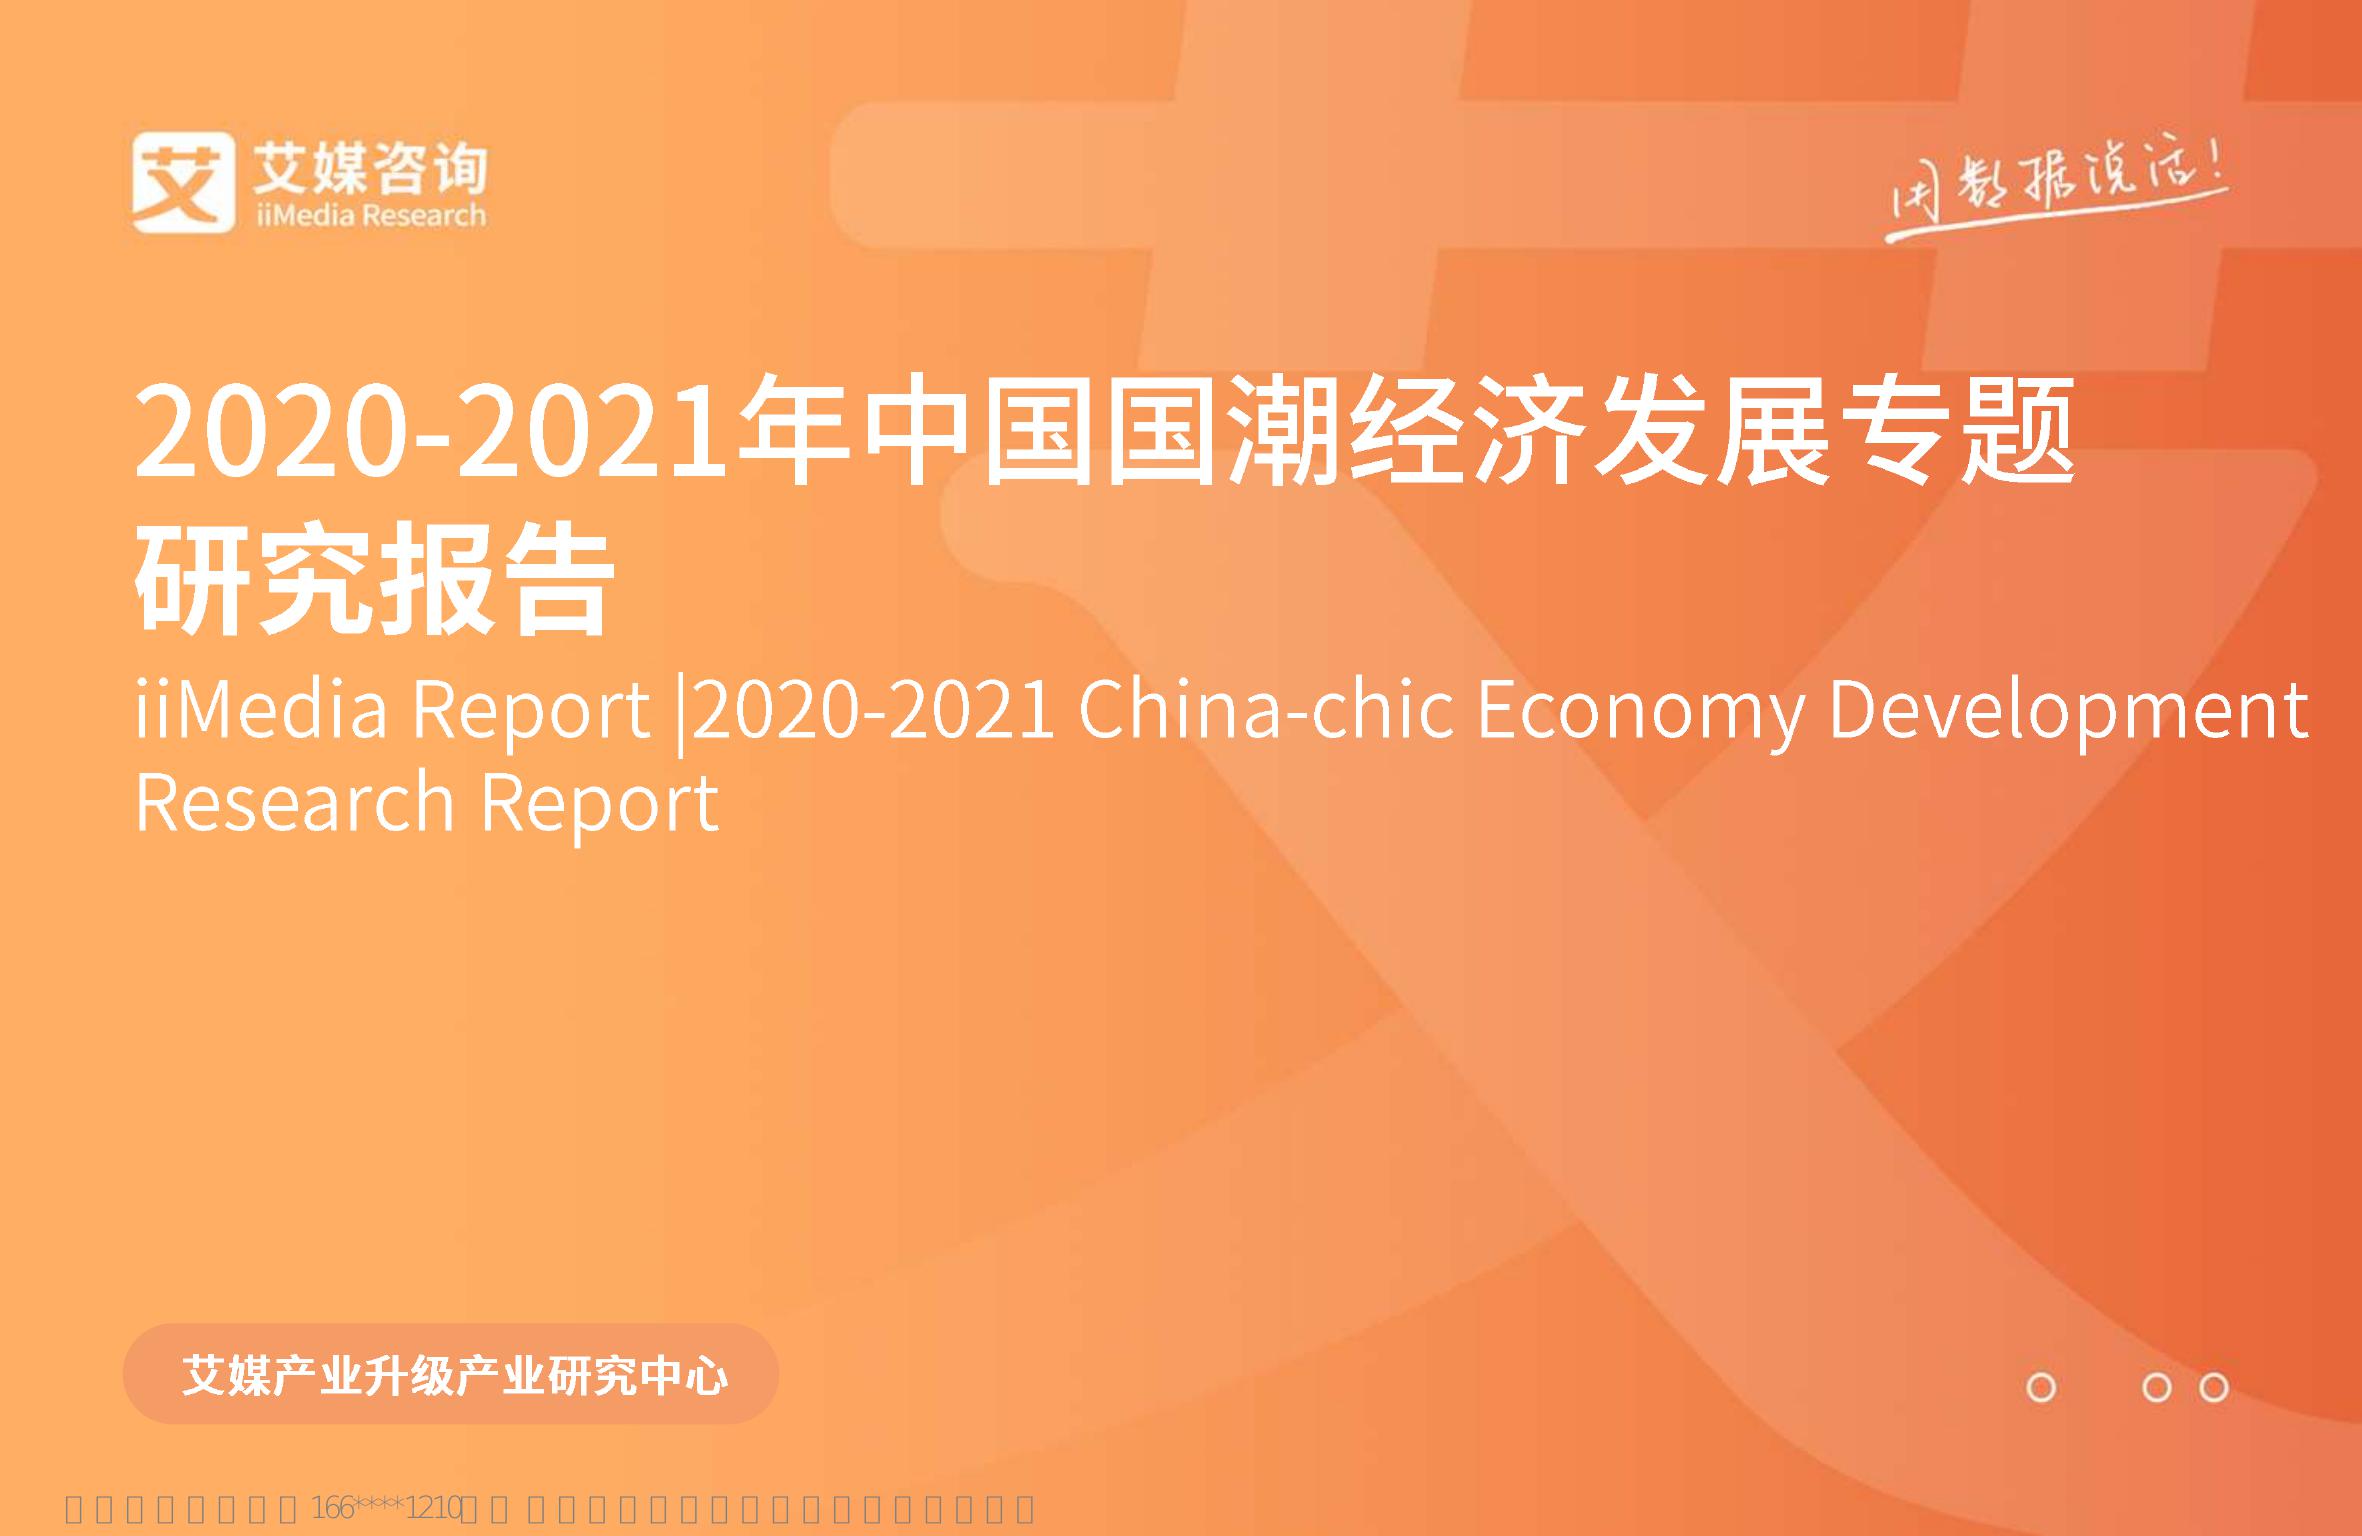 艾媒咨询
iiMedia Research
用数据说话!
2020-2021年中国国潮经济发展专题
研究报告
iiMedia Report |2020-2021 China-chic Economy Development
Research Report
艾媒产业升级产业研究中心
166****1210